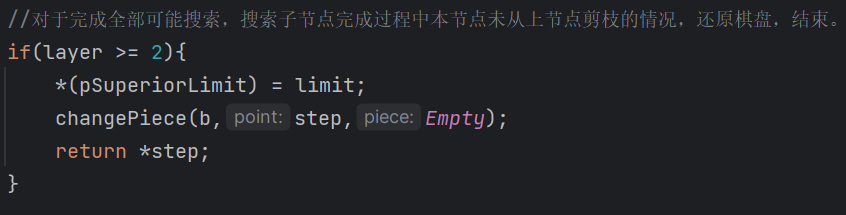 //对于完成全部可能搜索，搜索子节点完成过程中本节点未从上节点剪枝的情况，还原棋盘，结束。
if(layer >= 2){
    *(pSuperiorLimit) = limit;
    changePiece(b, point: step, piece: Empty);
    return *step;
}